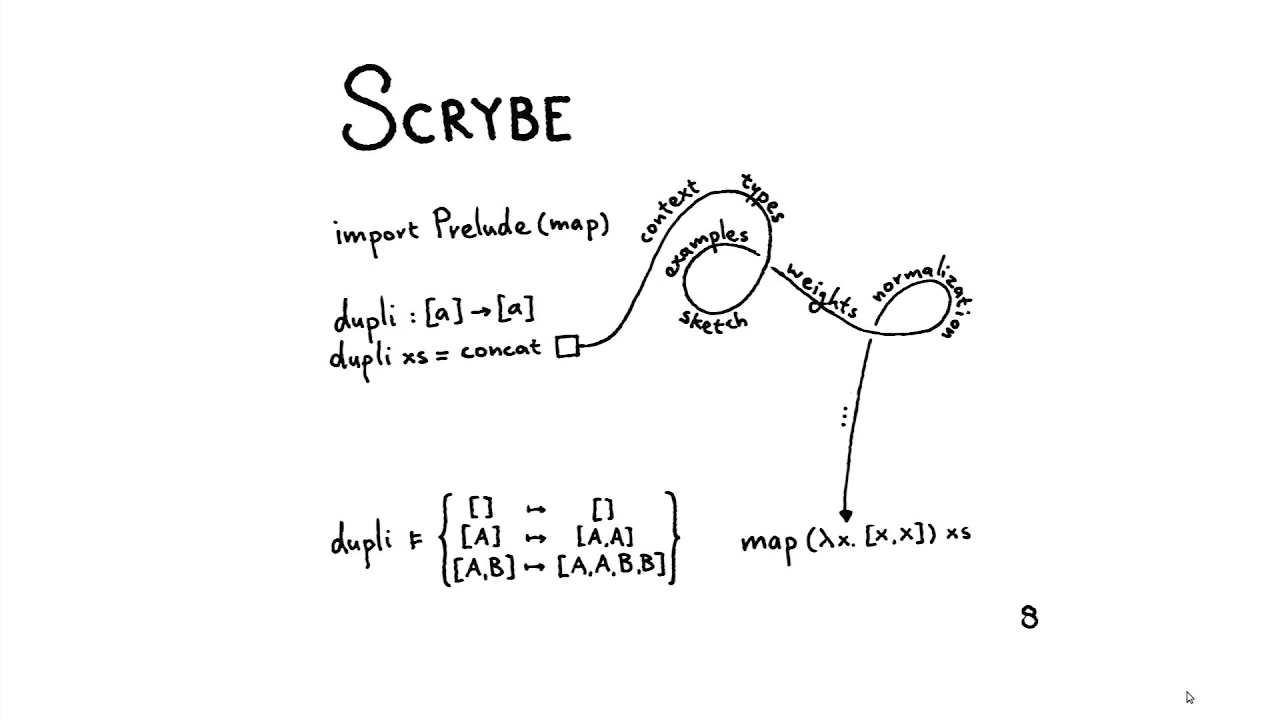 SCRYBE
import Prelude (map)
context
types
examples
sketch
weights
normalization
dupli : [a] → [a]
dupli xs = concat □
...
dupli ⊧ { [] ↦ []
[A] ↦ [A,A]
[A,B] ↦ [A,A,B,B] }
map (λx. [x,x]) xs
8